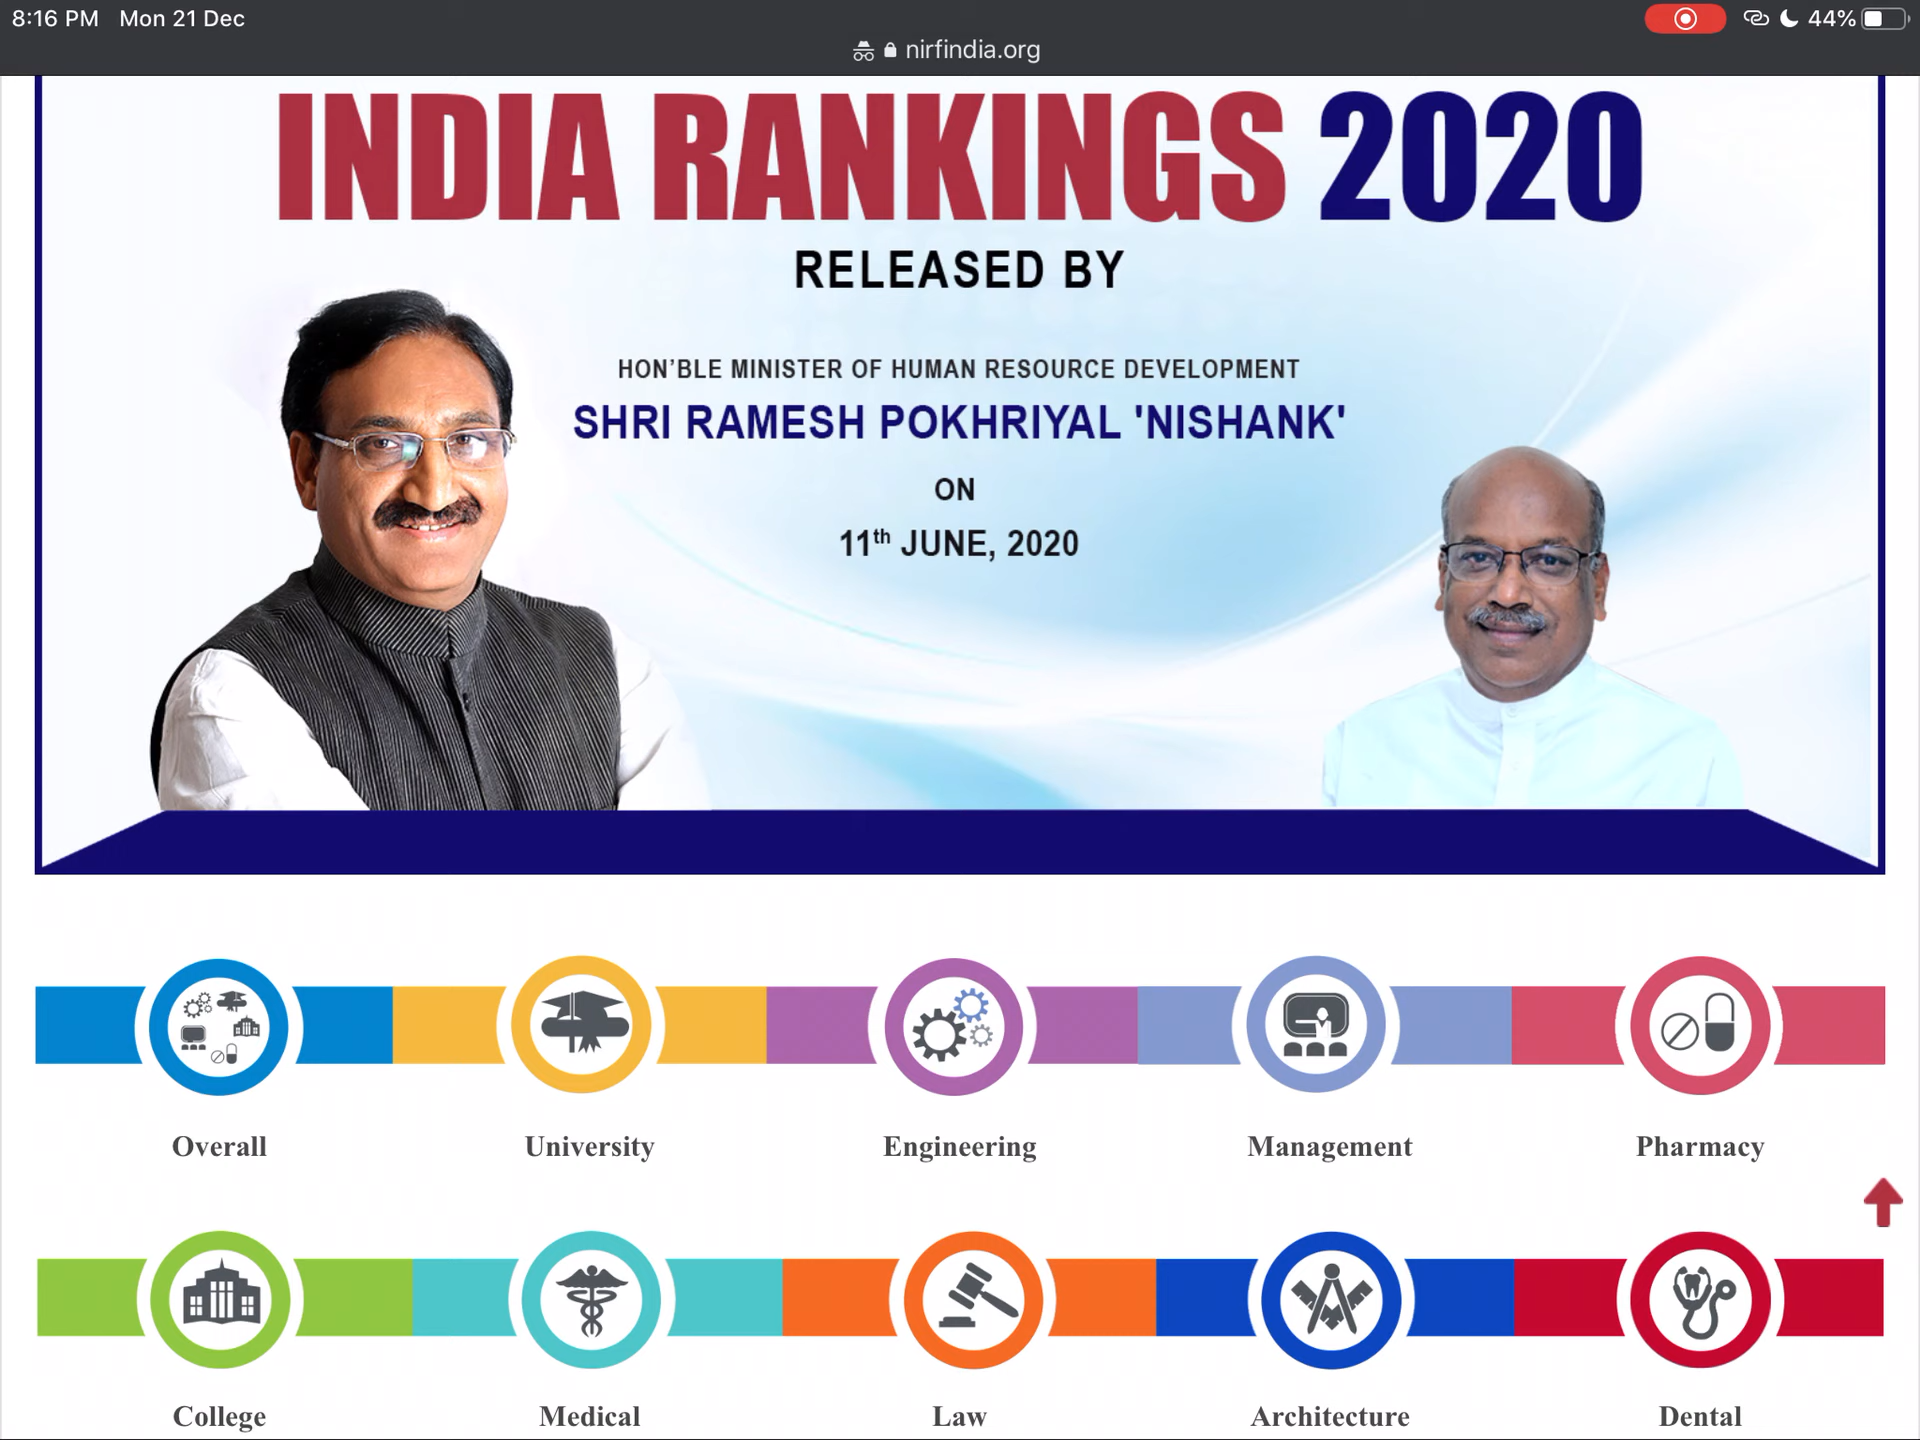 8:16 PM Mon 21 Dec
44%
nirfindia.org
INDIA RANKINGS 2020
RELEASED BY
HON'BLE MINISTER OF HUMAN RESOURCE DEVELOPMENT
SHRI RAMESH POKHRIYAL 'NISHANK'
ON
11th JUNE, 2020
Overall University Engineering Management Pharmacy
College Medical Law Architecture Dental